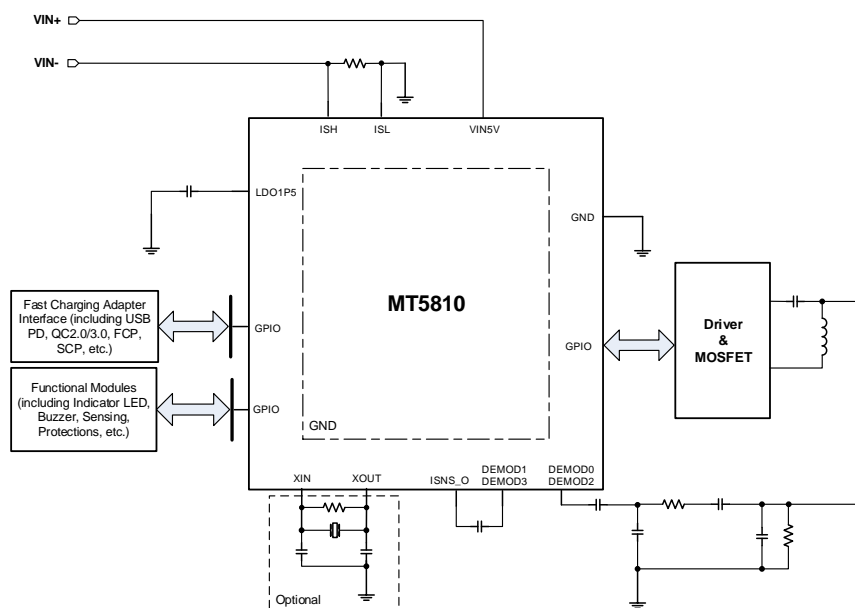 VIN+
VIN-
ISH
ISL
VIN5V
LDO1P5
GND
MT5810
Fast Charging Adapter
Interface (including USB
PD, QC2.0/3.0, FCP,
SCP, etc.)
GPIO
GPIO
Driver
&
MOSFET
Functional Modules
(including Indicator LED,
Buzzer, Sensing,
Protections, etc.)
GPIO
GND
XIN
XOUT
ISNS_O
DEMOD1
DEMOD3
DEMOD0
DEMOD2
Optional